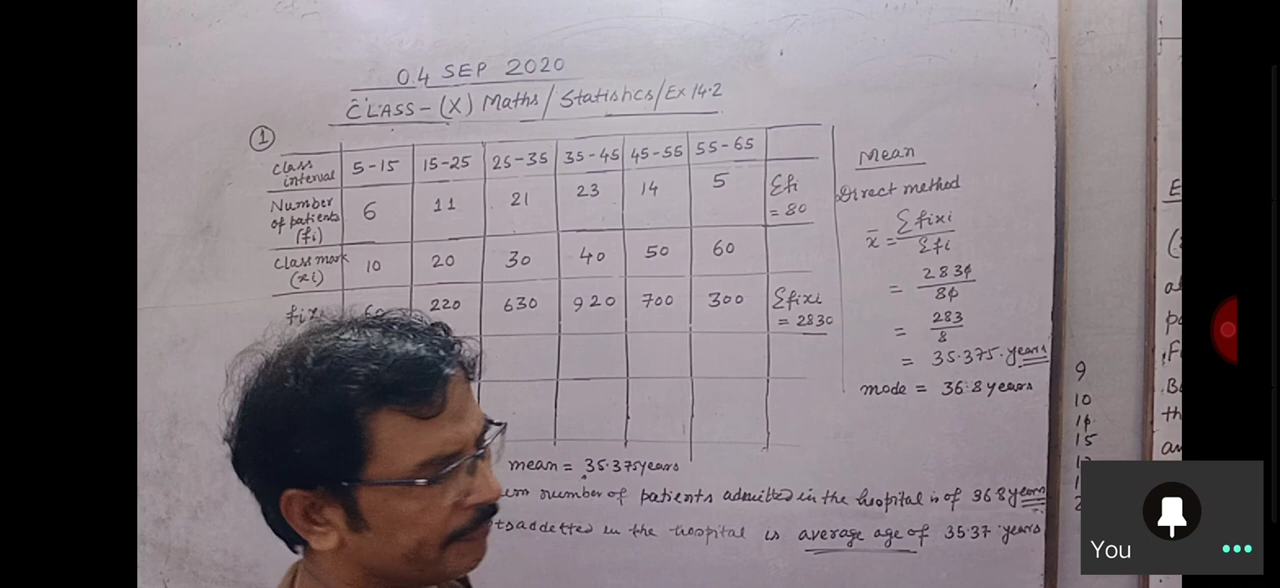 04 SEP 2020
CLASS-(X) Maths/Statistics/Ex 14.2
①
Class interval 5-15 15-25 25-35 35-45 45-55 55-65
Number of patients (fi) 6 11 21 23 14 5 Σfi = 80
Class mark (xi) 10 20 30 40 50 60
fixi 60 220 630 920 700 300 Σfixi = 2830
Mean
Direct method
x̄ = Σfixi / Σfi
= 2830 / 80
= 283 / 8
= 35.375 years
mode = 36.8 years
mean = 35.375 years
number of patients admitted in the hospital is of 36.8 years
addetted in the hospital is average age of 35.37 years
9
10
15
You